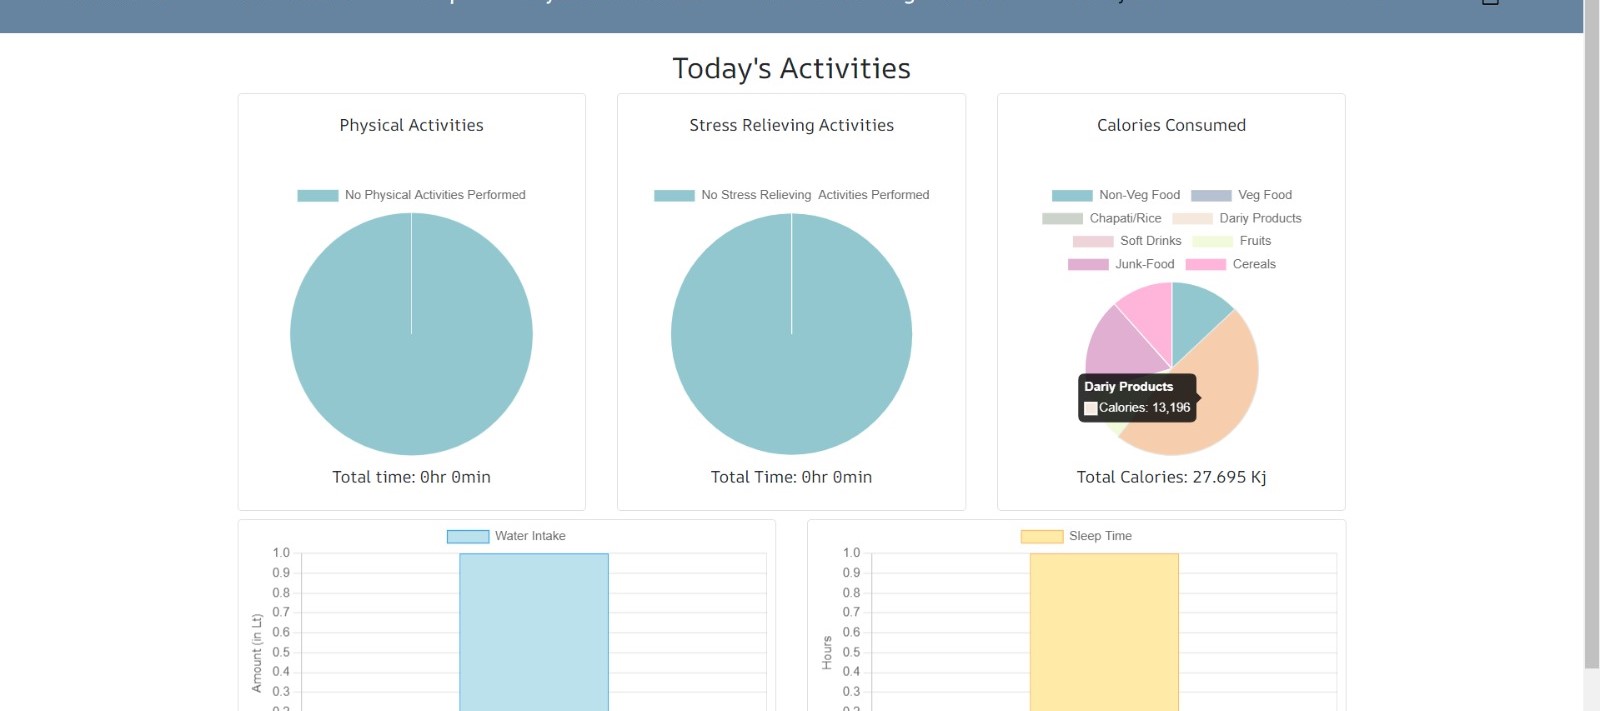 Today's Activities
Physical Activities
No Physical Activities Performed
Total time: 0hr 0min
Stress Relieving Activities
No Stress Relieving  Activities Performed
Total Time: 0hr 0min
Calories Consumed
Non-Veg Food Veg Food
Chapati/Rice Dariy Products
Soft Drinks Fruits
Junk-Food Cereals
Dariy Products
Calories: 13,196
Total Calories: 27.695 Kj
Water Intake
Amount (in Lt)
1.0
0.9
0.8
0.7
0.6
0.5
0.4
0.3
Sleep Time
Hours
1.0
0.9
0.8
0.7
0.6
0.5
0.4
0.3